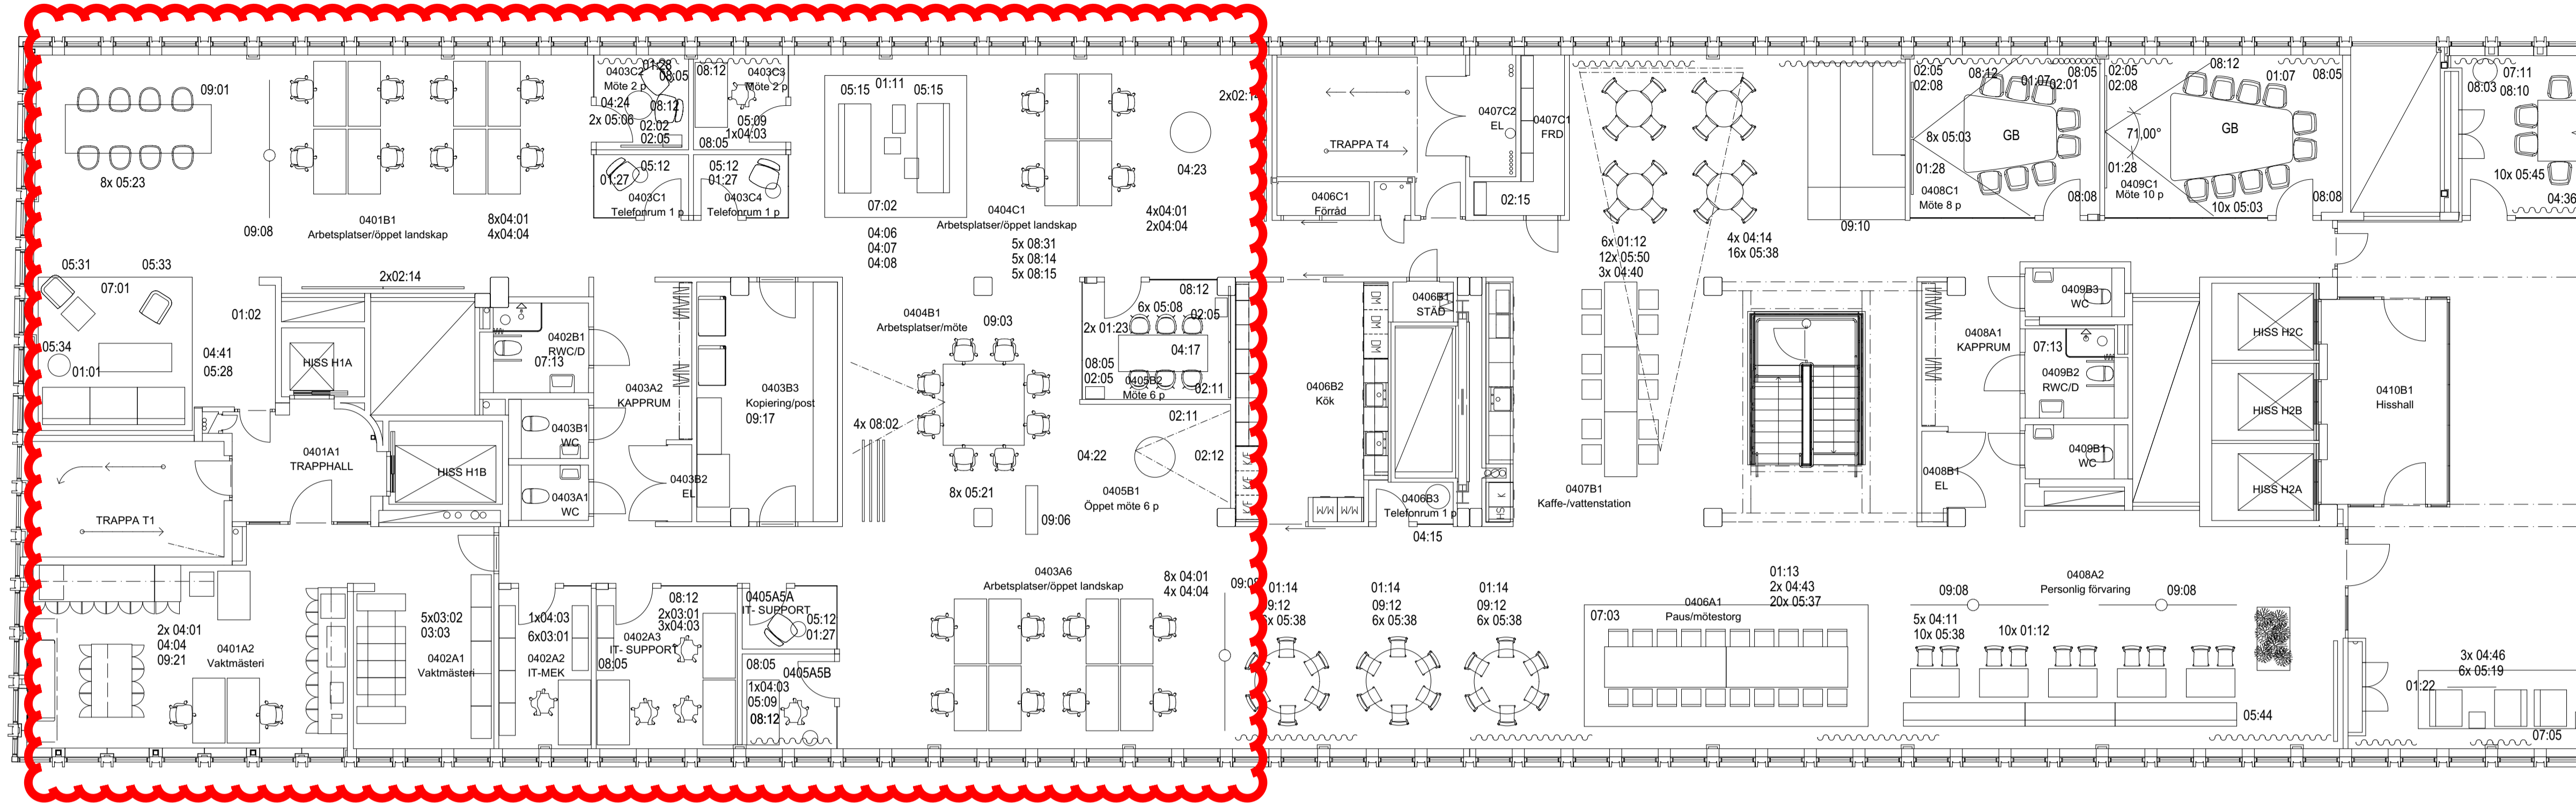 09:01
8x 05:23
0401B1
Arbetsplatser/öppet landskap
8x04:01
4x04:04
09:08
0403C2
Möte 2 p
01:28
08:05
04:24
08:12
2x 05:06
02:02
02:05
08:12
0403C3
Möte 2 p
05:09
1x04:03
08:05
05:12
01:27
0403C1
Telefonrum 1 p
05:12
01:27
0403C4
Telefonrum 1 p
05:15
01:11
05:15
07:02
04:06
04:07
04:08
0404C1
Arbetsplatser/öppet landskap
5x 08:31
5x 08:14
5x 08:15
4x04:01
2x04:04
04:23
2x02:14
TRAPPA T4
0406C1
Förråd
0407C2
EL
0407C1
FRD
02:15
6x 01:12
12x 05:50
3x 04:40
4x 04:14
16x 05:38
09:10
02:05
02:08
08:12
01:07
02:01
08:05
8x 05:03
GB
01:28
0408C1
Möte 8 p
08:08
02:05
02:08
08:12
01:07
08:05
71.00°
GB
01:28
0409C1
Möte 10 p
10x 05:03
08:08
07:11
08:03
08:10
10x 05:45
04:36
05:31
05:33
07:01
01:02
05:34
01:01
04:41
05:28
2x02:14
HISS H1A
0402B1
RWC/D
07:13
0403A2
KAPPRUM
0403B3
Kopiering/post
09:17
0404B1
Arbetsplatser/möte
09:03
4x 08:02
8x 05:21
08:12
6x 05:08
02:05
2x 01:23
04:17
08:05
02:05
0405B2
Möte 6 p
02:11
02:11
04:22
02:12
0405B1
Öppet möte 6 p
09:06
KÆ
KÆ
KÆ
0401A1
TRAPPHALL
HISS H1B
0403B1
WC
0403A1
WC
0403B2
EL
TRAPPA T1
DM
DM
DM
0406B1
STÄD
0406B2
Kök
W/W
W/W
0406B3
Telefonrum 1 p
04:15
HS
K
0407B1
Kaffe-/vattenstation
0408A1
KAPPRUM
0408B1
EL
0409B3
WC
07:13
0409B2
RWC/D
0409B1
WC
HISS H2C
HISS H2B
HISS H2A
0410B1
Hisshall
2x 04:01
04:04
09:21
0401A2
Vaktmästeri
5x03:02
03:03
0402A1
Vaktmästeri
1x04:03
6x03:01
0402A2
IT-MEK
08:12
2x03:01
3x04:03
0402A3
IT- SUPPORT
08:05
0405A5A
IT- SUPPORT
05:12
01:27
08:05
0405A5B
1x04:03
05:09
08:12
0403A6
Arbetsplatser/öppet landskap
8x 04:01
4x 04:04
09:08
01:14
09:12
6x 05:38
01:14
09:12
6x 05:38
01:14
09:12
6x 05:38
07:03
0406A1
Paus/mötestorg
01:13
2x 04:43
20x 05:37
09:08
0408A2
Personlig förvaring
09:08
5x 04:11
10x 05:38
10x 01:12
05:44
3x 04:46
6x 05:19
01:22
07:05